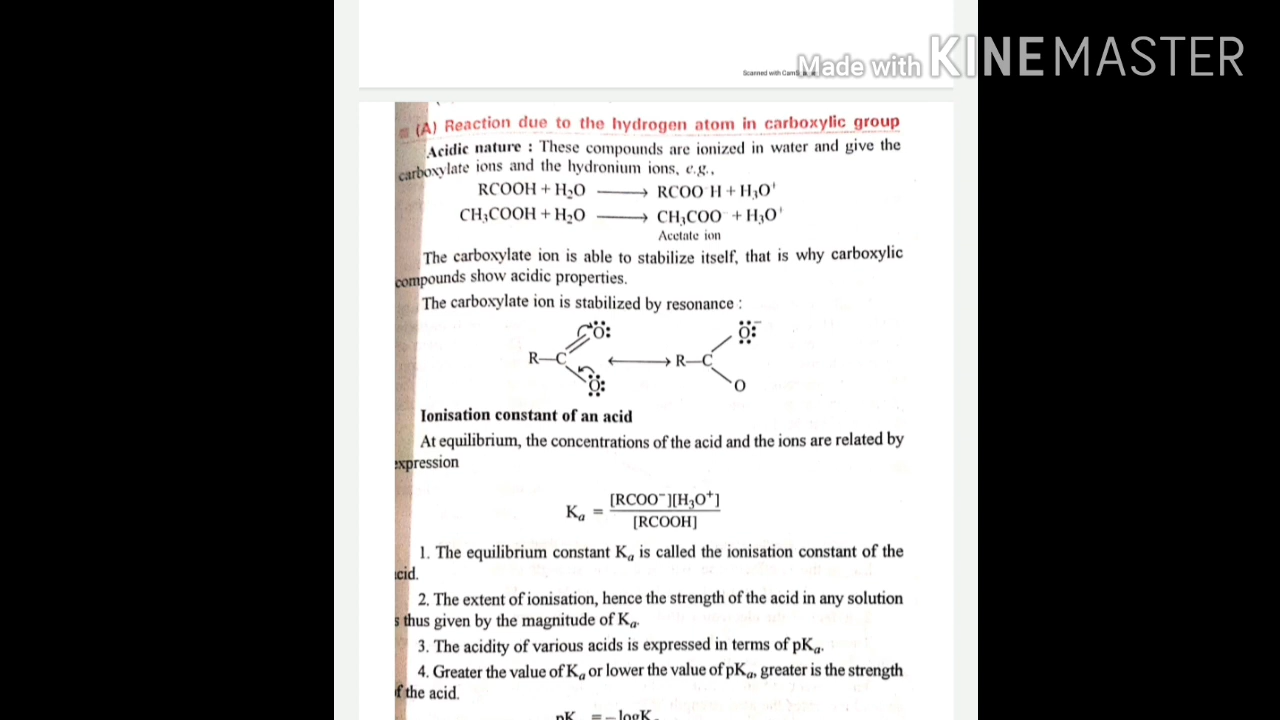 Scanned with Cam
Made with KINEMASTER
(A) Reaction due to the hydrogen atom in carboxylic group
Acidic nature : These compounds are ionized in water and give the
carboxylate ions and the hydronium ions, e.g.,
RCOOH + H₂O ⟶ RCOO H + H₃O⁺
CH₃COOH + H₂O ⟶ CH₃COO + H₃O⁺
Acetate ion
The carboxylate ion is able to stabilize itself, that is why carboxylic
compounds show acidic properties.
The carboxylate ion is stabilized by resonance :
O: O:⁻
R—C ⟷ R—C
O: O
Ionisation constant of an acid
At equilibrium, the concentrations of the acid and the ions are related by
expression
Kₐ = [RCOO⁻][H₃O⁺]
[RCOOH]
1. The equilibrium constant Kₐ is called the ionisation constant of the
cid.
2. The extent of ionisation, hence the strength of the acid in any solution
s thus given by the magnitude of Kₐ.
3. The acidity of various acids is expressed in terms of pKₐ.
4. Greater the value of Kₐ or lower the value of pKₐ, greater is the strength
f the acid.
pK = – logK